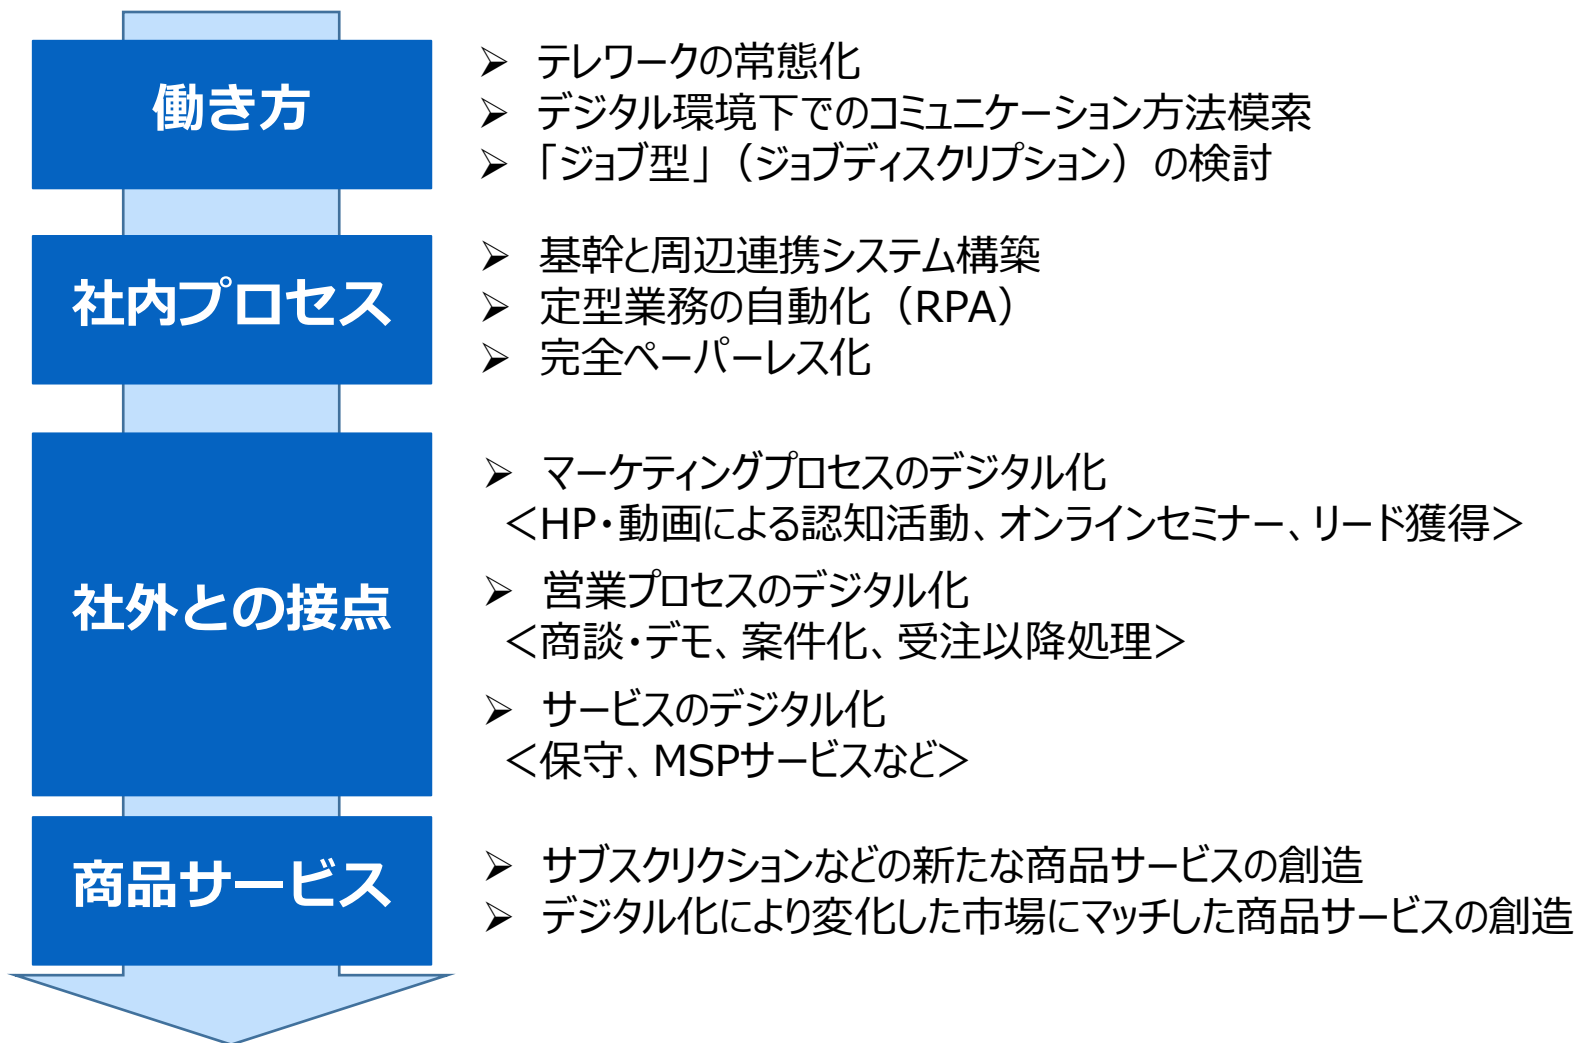 働き方
➢ テレワークの常態化
➢ デジタル環境下でのコミュニケーション方法模索
➢ 「ジョブ型」（ジョブディスクリプション）の検討
社内プロセス
➢ 基幹と周辺連携システム構築
➢ 定型業務の自動化（RPA）
➢ 完全ペーパーレス化
社外との接点
➢ マーケティングプロセスのデジタル化
＜HP・動画による認知活動、オンラインセミナー、リード獲得＞
➢ 営業プロセスのデジタル化
＜商談・デモ、案件化、受注以降処理＞
➢ サービスのデジタル化
＜保守、MSPサービスなど＞
商品サービス
➢ サブスクリクションなどの新たな商品サービスの創造
➢ デジタル化により変化した市場にマッチした商品サービスの創造